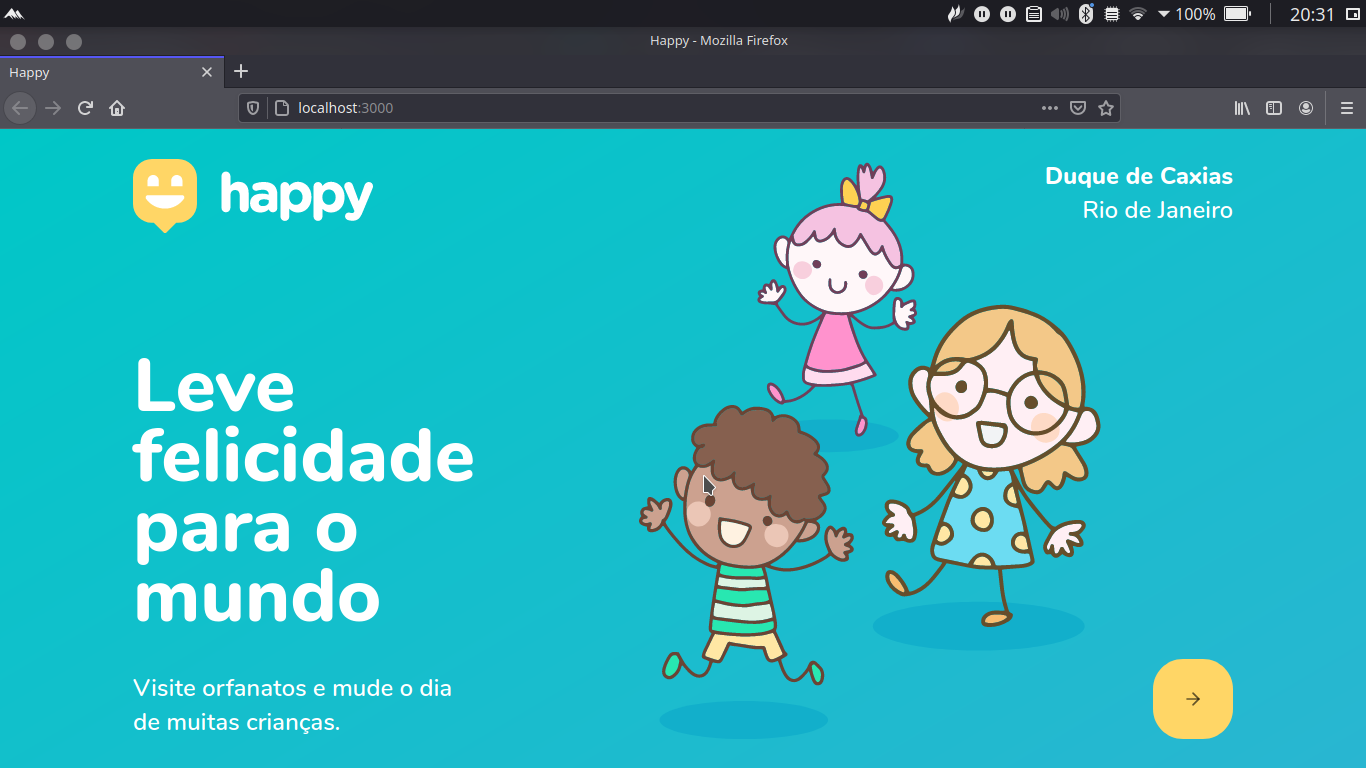 100%
20:31
Happy - Mozilla Firefox
Happy
localhost:3000
happy
Duque de Caxias
Rio de Janeiro
Leve
felicidade
para o
mundo
Visite orfanatos e mude o dia
de muitas crianças.